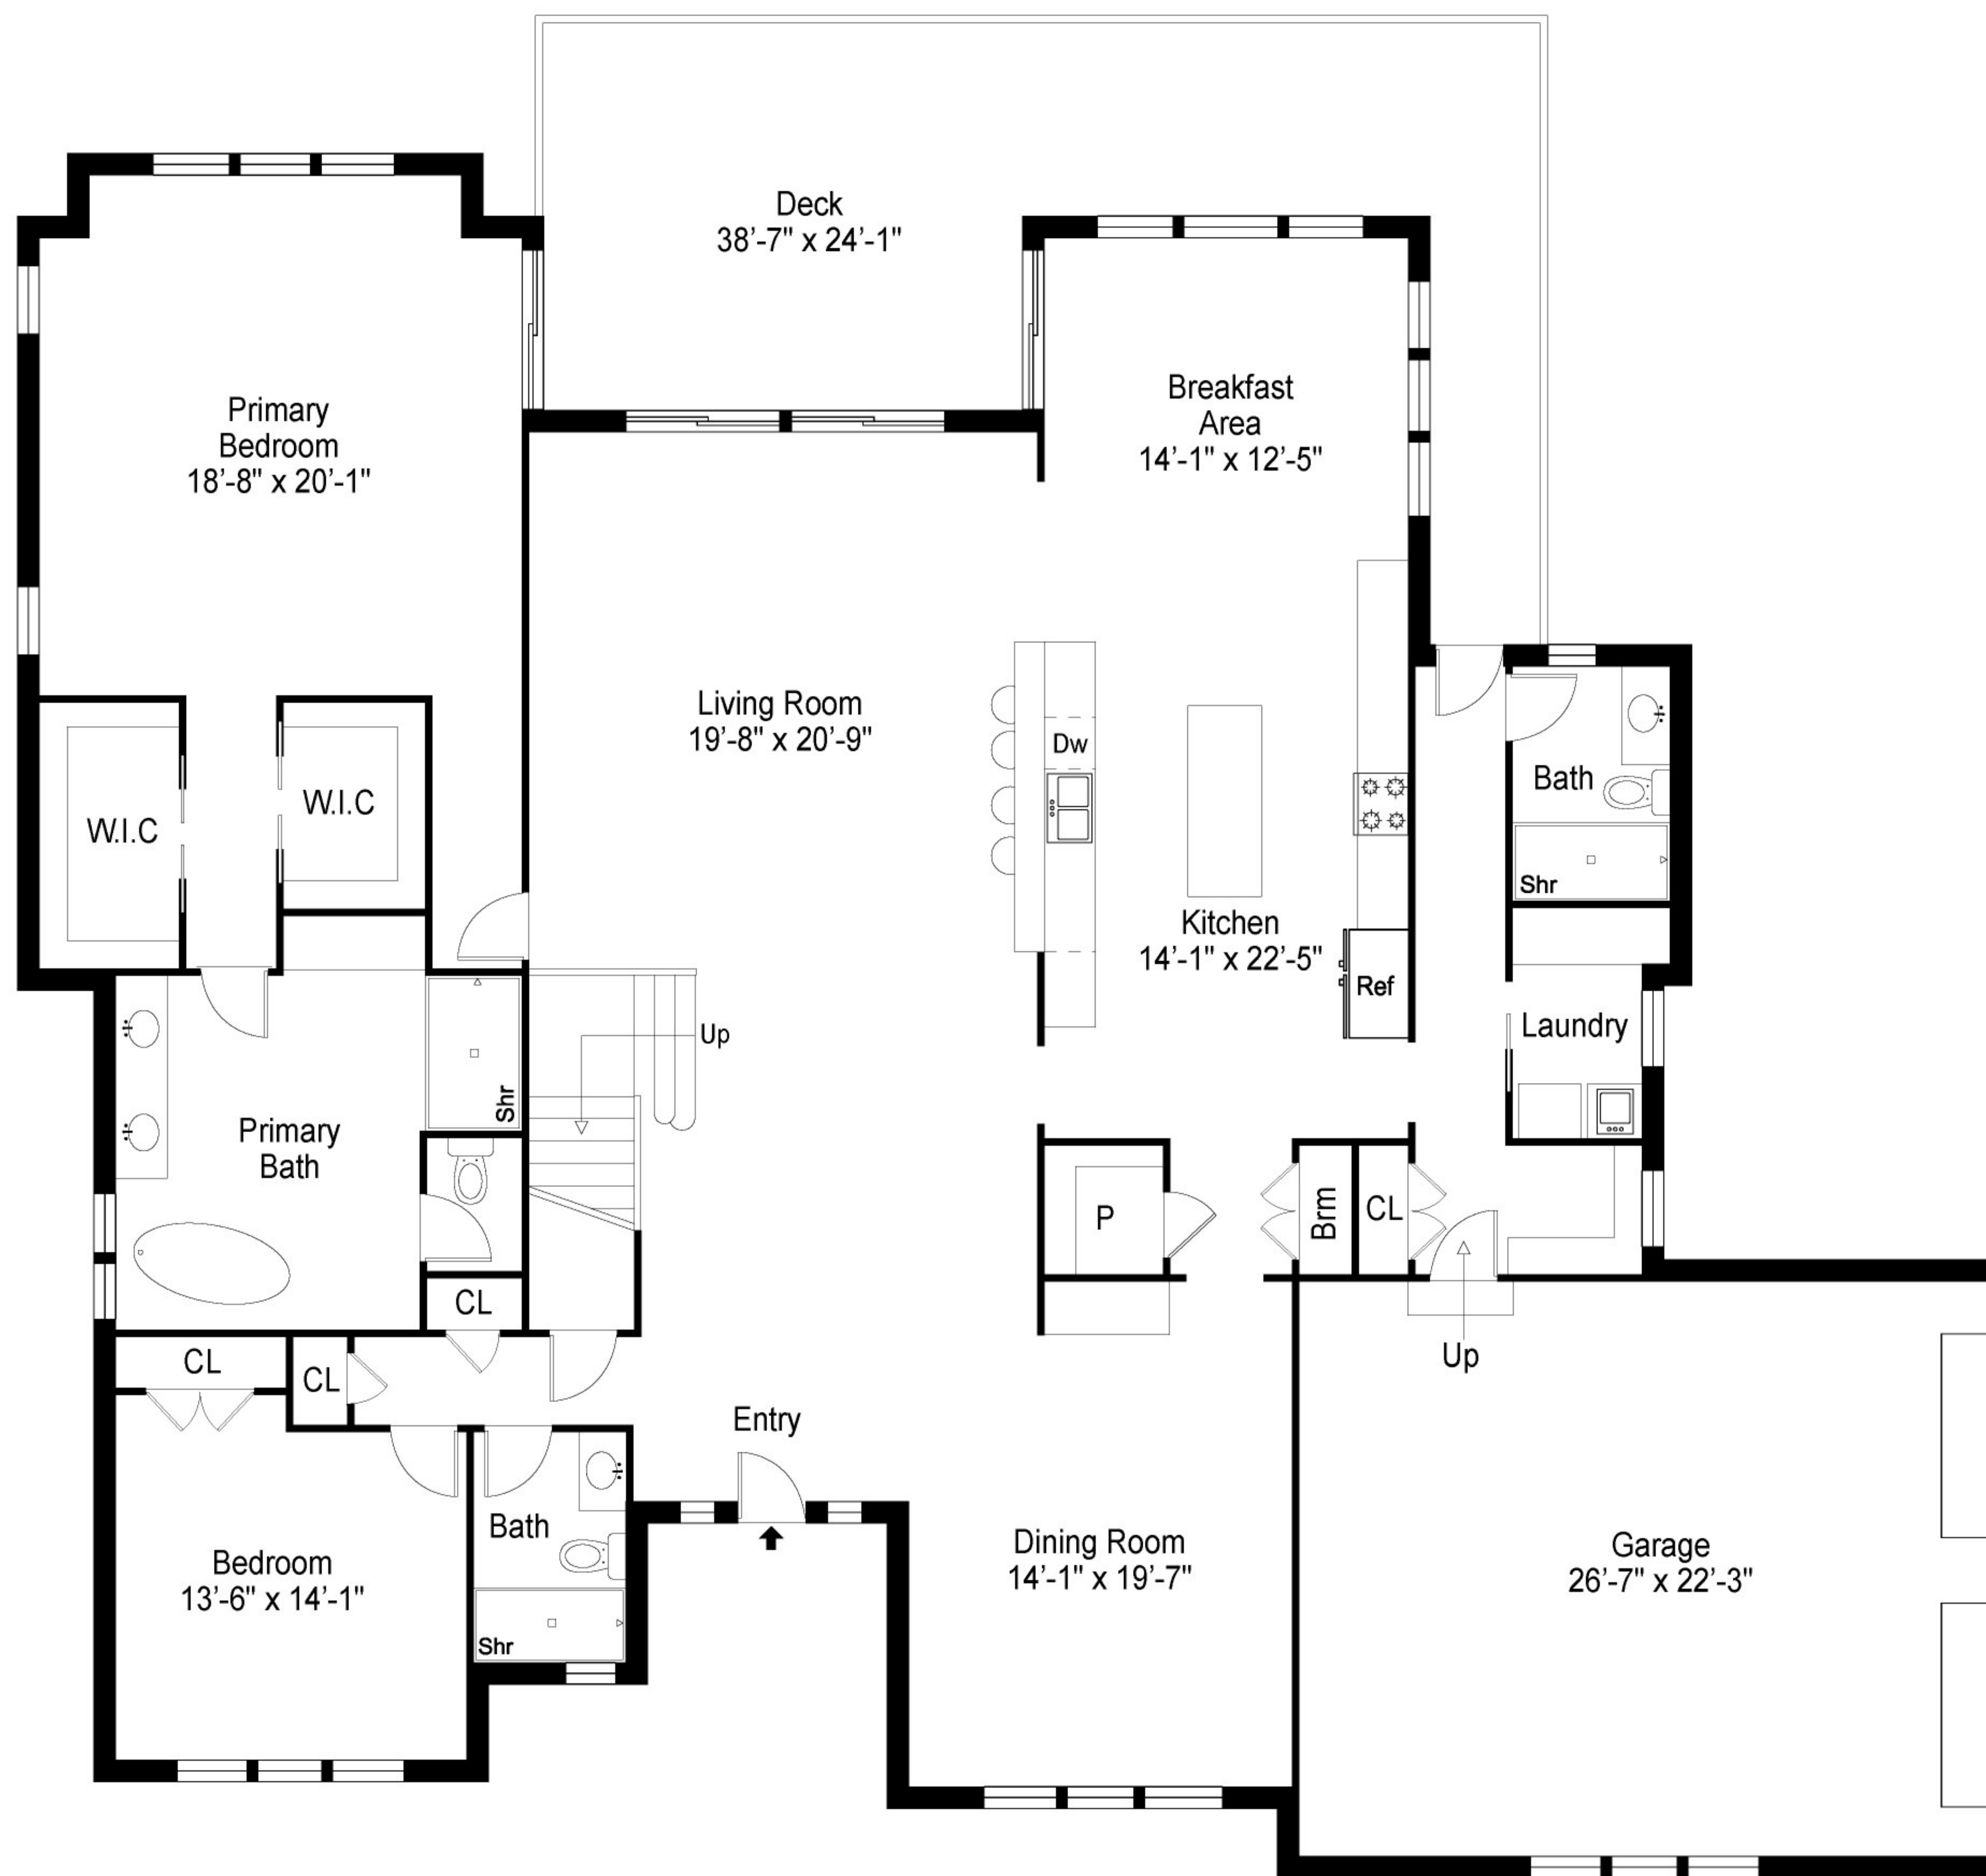 Deck
38'-7" x 24'-1"
Primary
Bedroom
18'-8" x 20'-1"
Breakfast
Area
14'-1" x 12'-5"
Living Room
19'-8" x 20'-9"
Dw
W.I.C
W.I.C
Bath
Shr
Kitchen
14'-1" x 22'-5"
Ref
Laundry
Up
Shr
Primary
Bath
P
Brm
CL
CL
Up
CL
CL
Entry
Bath
Shr
Bedroom
13'-6" x 14'-1"
Dining Room
14'-1" x 19'-7"
Garage
26'-7" x 22'-3"